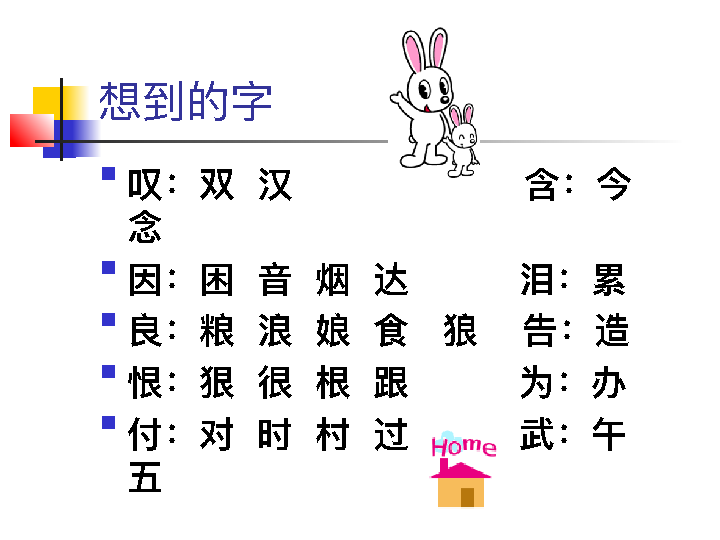 想到的字
叹：双 汉 含：今
念
因：困 音 烟 达 泪：累
良：粮 浪 娘 食 狼 告：造
恨：狠 很 根 跟 为：办
付：对 时 村 过 武：午
五
Home